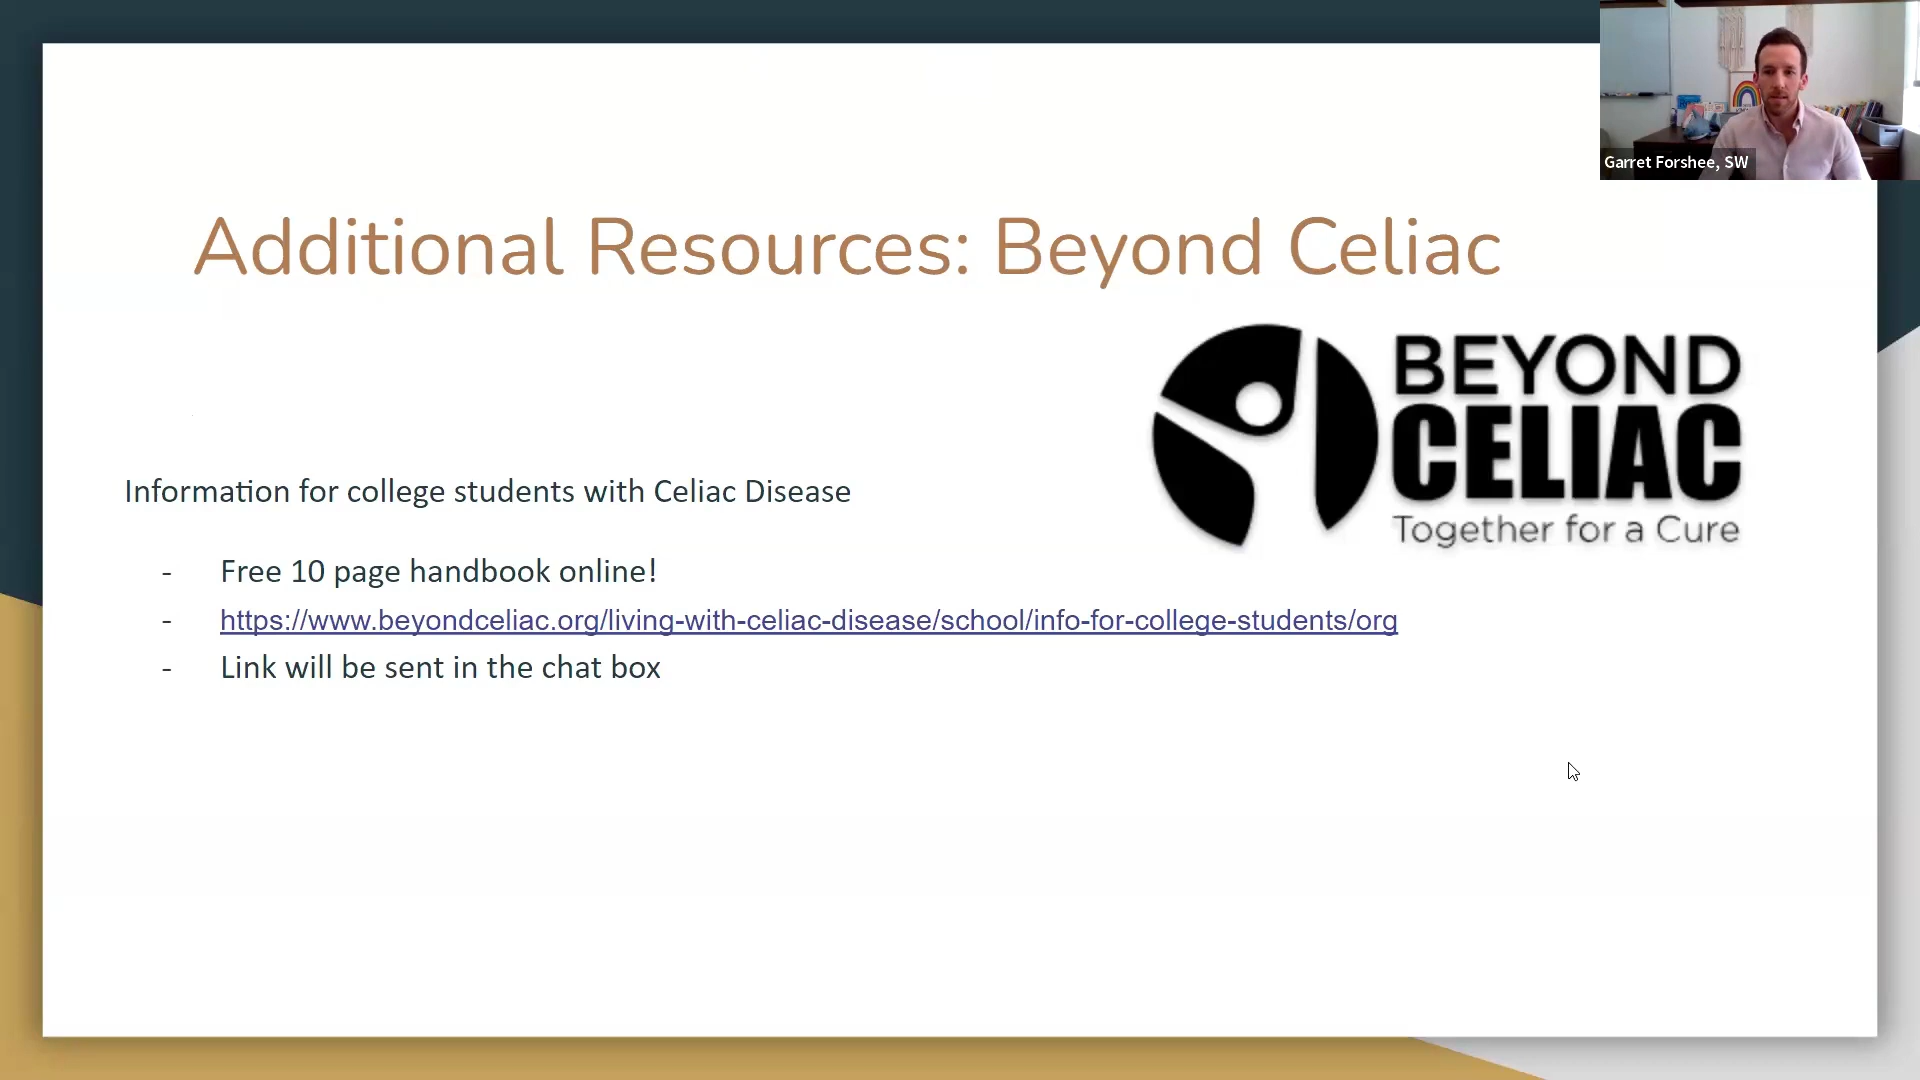 Garret Forshee, SW
Additional Resources: Beyond Celiac
BEYOND
CELIAC
Together for a Cure
Information for college students with Celiac Disease
- Free 10 page handbook online!
- https://www.beyondceliac.org/living-with-celiac-disease/school/info-for-college-students/org
- Link will be sent in the chat box